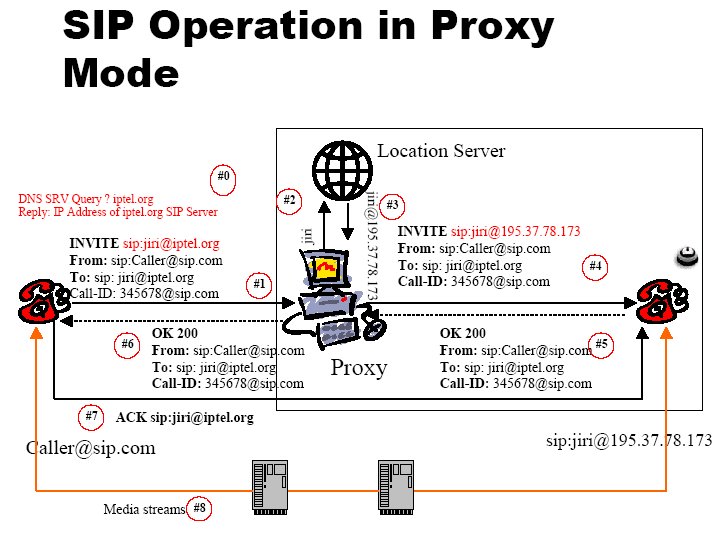 SIP Operation in Proxy
Mode
Location Server
#0
#2
#3
DNS SRV Query ? iptel.org
Reply: IP Address of iptel.org SIP Server
jiri
jiri@195.37.78.173
INVITE sip:jiri@iptel.org
From: sip:Caller@sip.com
To: sip: jiri@iptel.org
Call-ID: 345678@sip.com
#1
INVITE sip:jiri@195.37.78.173
From: sip:Caller@sip.com
To: sip: jiri@iptel.org
Call-ID: 345678@sip.com
#4
#6
OK 200
From: sip:Caller@sip.com
To: sip: jiri@iptel.org
Call-ID: 345678@sip.com
Proxy
OK 200
From: sip:Caller@sip.com
To: sip: jiri@iptel.org
Call-ID: 345678@sip.com
#5
#7
ACK sip:jiri@iptel.org
Caller@sip.com
sip:jiri@195.37.78.173
Media streams
#8